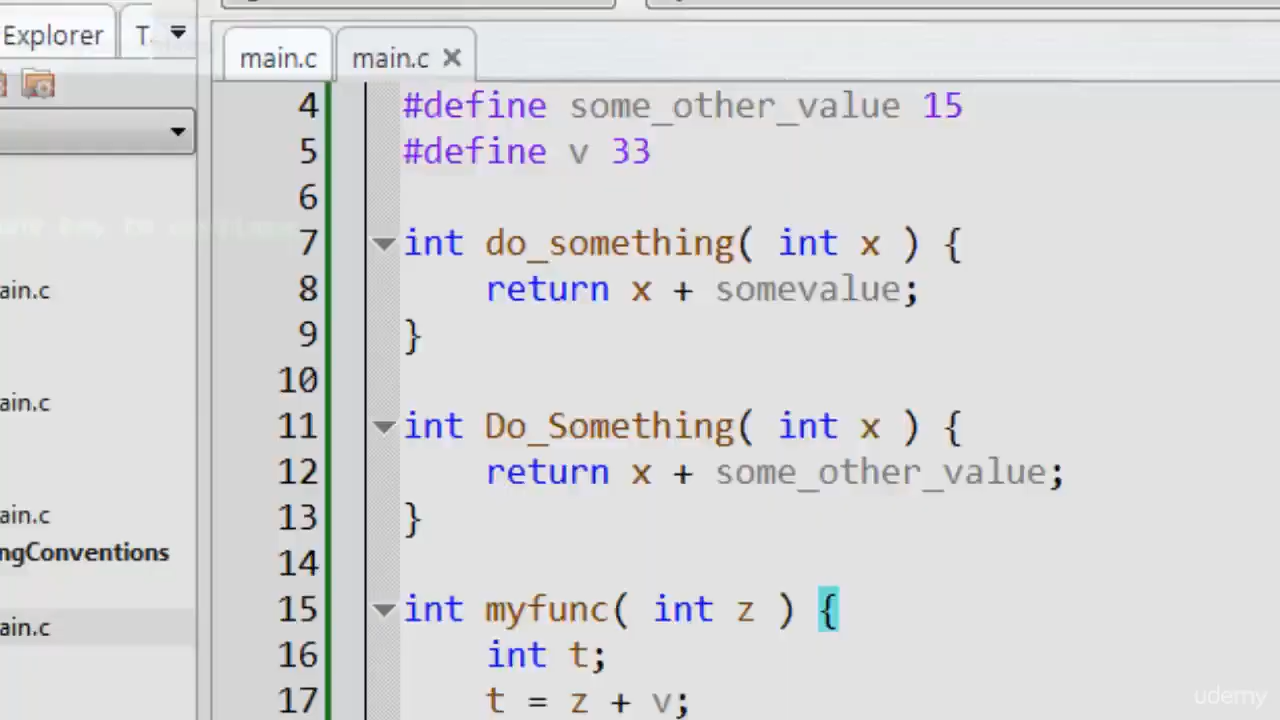 Explorer T.
main.c main.c
4 #define some_other_value 15
5 #define v 33
6
7 int do_something( int x ) {
8 return x + somevalue;
9 }
10
11 int Do_Something( int x ) {
12 return x + some_other_value;
13 }
14
15 int myfunc( int z ) {
16 int t;
17 t = z + v;
ain.c
ain.c
ain.c
ngConventions
ain.c
udemy